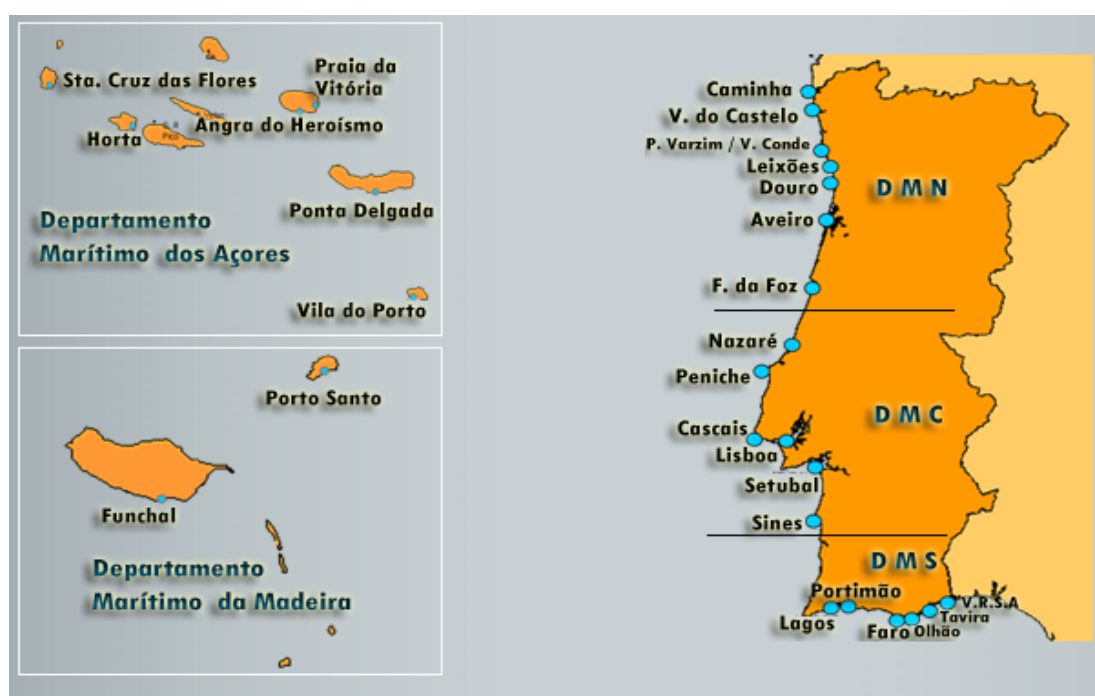 Sta. Cruz das Flores
Praia da
Vitória
Angra do Heroísmo
Horta
Ponta Delgada
Departamento
Marítimo dos Açores
Vila do Porto
Porto Santo
Funchal
Departamento
Marítimo da Madeira
Caminha
V. do Castelo
P. Varzim / V. Conde
Leixões
Douro
D M N
Aveiro
F. da Foz
Nazaré
Peniche
D M C
Cascais
Lisboa
Setubal
Sines
D M S
Portimão
V.R.S.A
Lagos
Tavira
Faro
Olhão